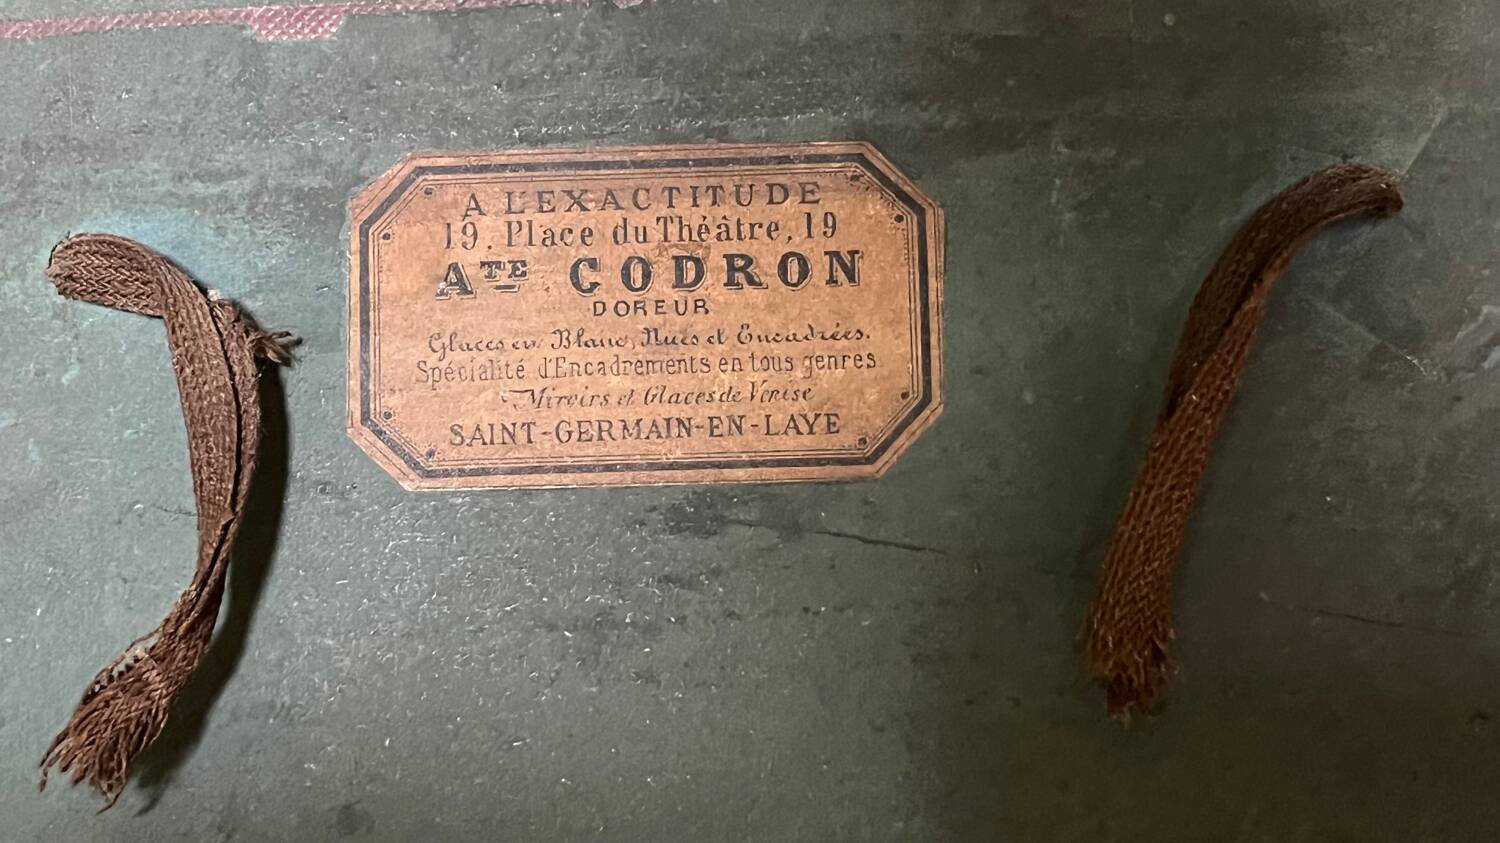 A L'EXACTITUDE
19. Place du Théâtre, 19
ATE CODRON
DOREUR
Glaces en Blanc, Nues et Encadrées.
Spécialité d'Encadrements en tous genres
Miroirs et Glaces de Venise
SAINT-GERMAIN-EN-LAYE